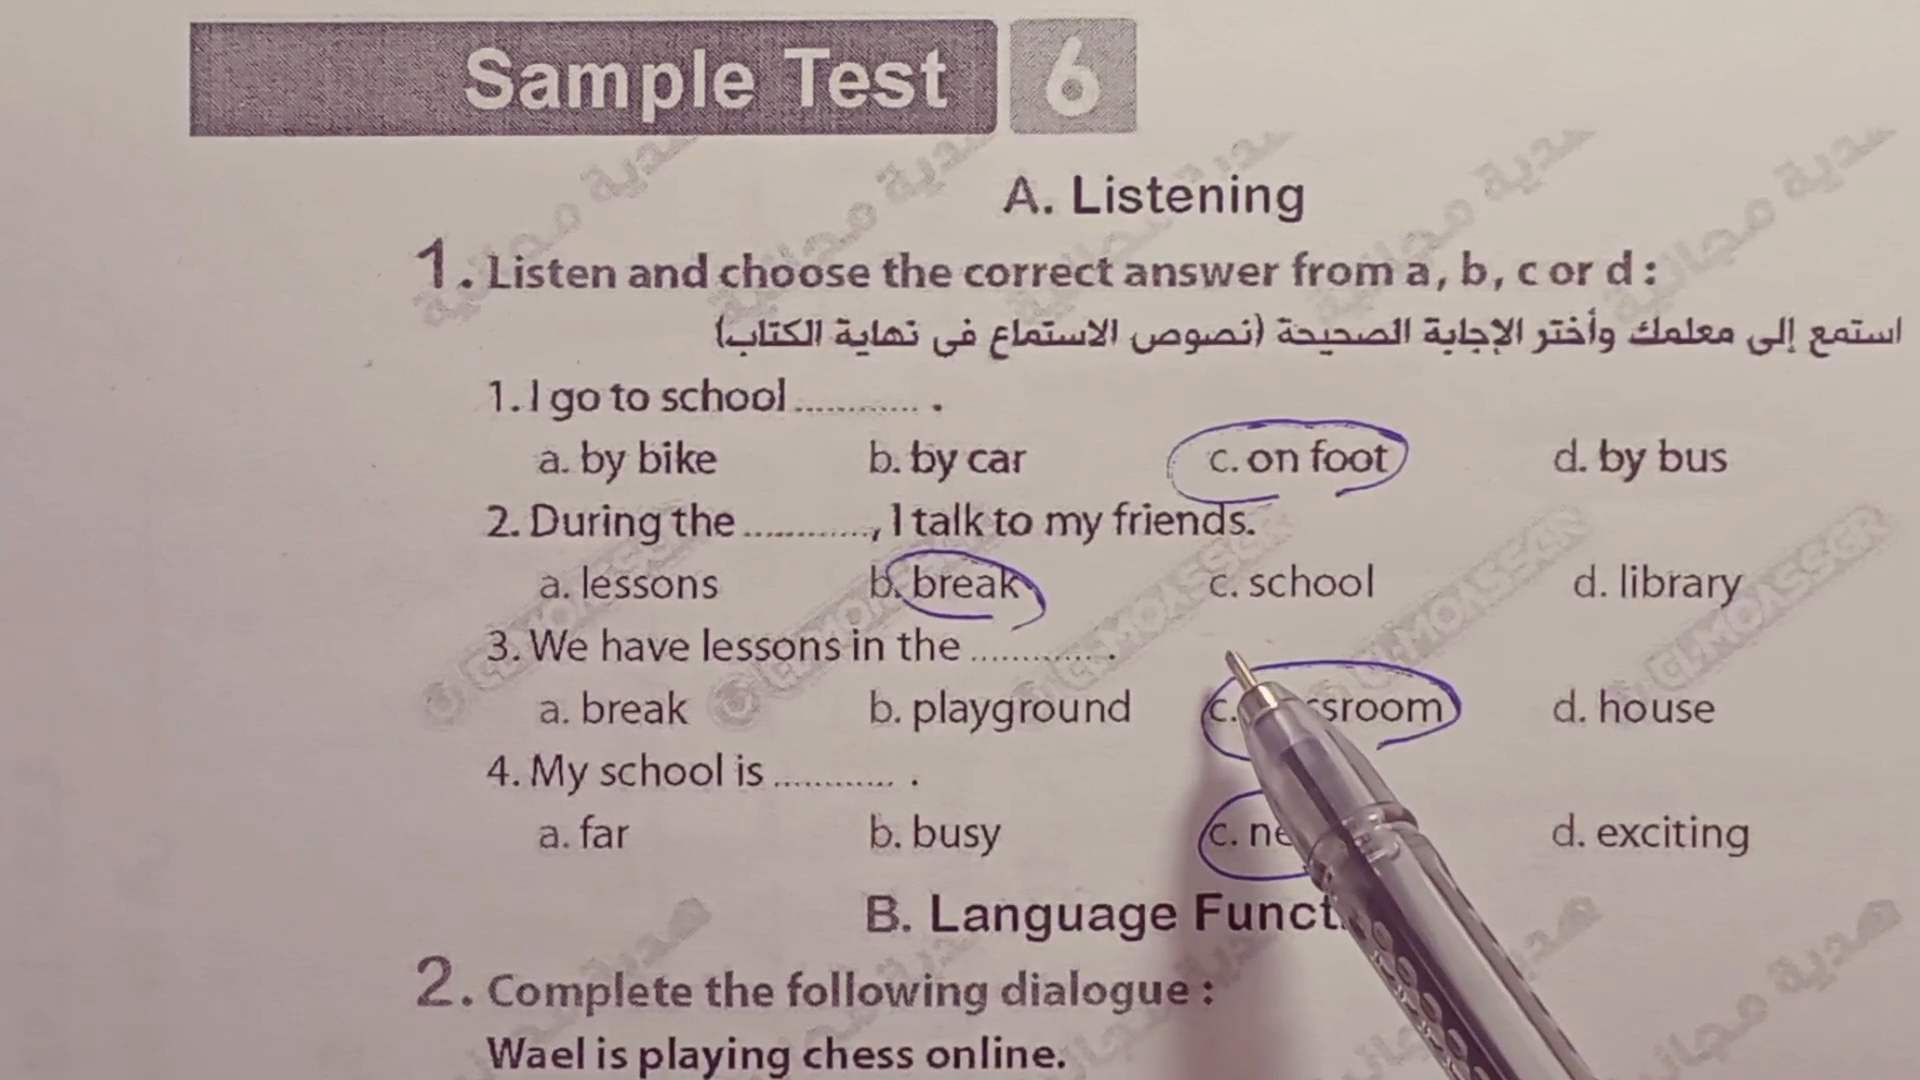 Sample Test 6
A. Listening
1. Listen and choose the correct answer from a, b, c or d :
استمع إلى معلمك وأختر الإجابة الصحيحة (نصوص الاستماع فى نهاية الكتاب)
1. I go to school ............ .
a. by bike b. by car c. on foot d. by bus
2. During the ............., I talk to my friends.
a. lessons b. break c. school d. library
3. We have lessons in the ............. .
a. break b. playground c. d. house
4. My school is ............ .
a. far b. busy c. d. exciting
B. Language
2. Complete the following dialogue :
Wael is playing chess online.
هدية مجانية
© ELMOASSER